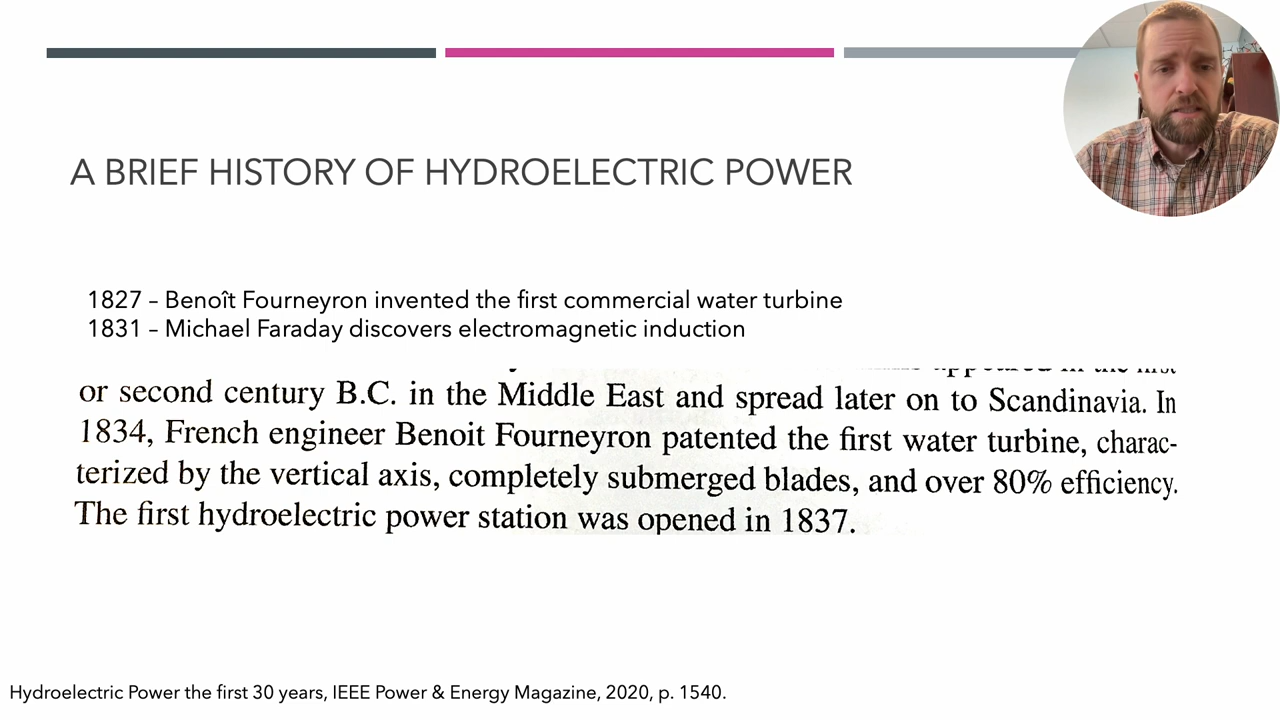 A BRIEF HISTORY OF HYDROELECTRIC POWER
1827 – Benoît Fourneyron invented the first commercial water turbine
1831 – Michael Faraday discovers electromagnetic induction
appeared in the first
or second century B.C. in the Middle East and spread later on to Scandinavia. In
1834, French engineer Benoit Fourneyron patented the first water turbine, charac-
terized by the vertical axis, completely submerged blades, and over 80% efficiency.
The first hydroelectric power station was opened in 1837.
Hydroelectric Power the first 30 years, IEEE Power & Energy Magazine, 2020, p. 1540.